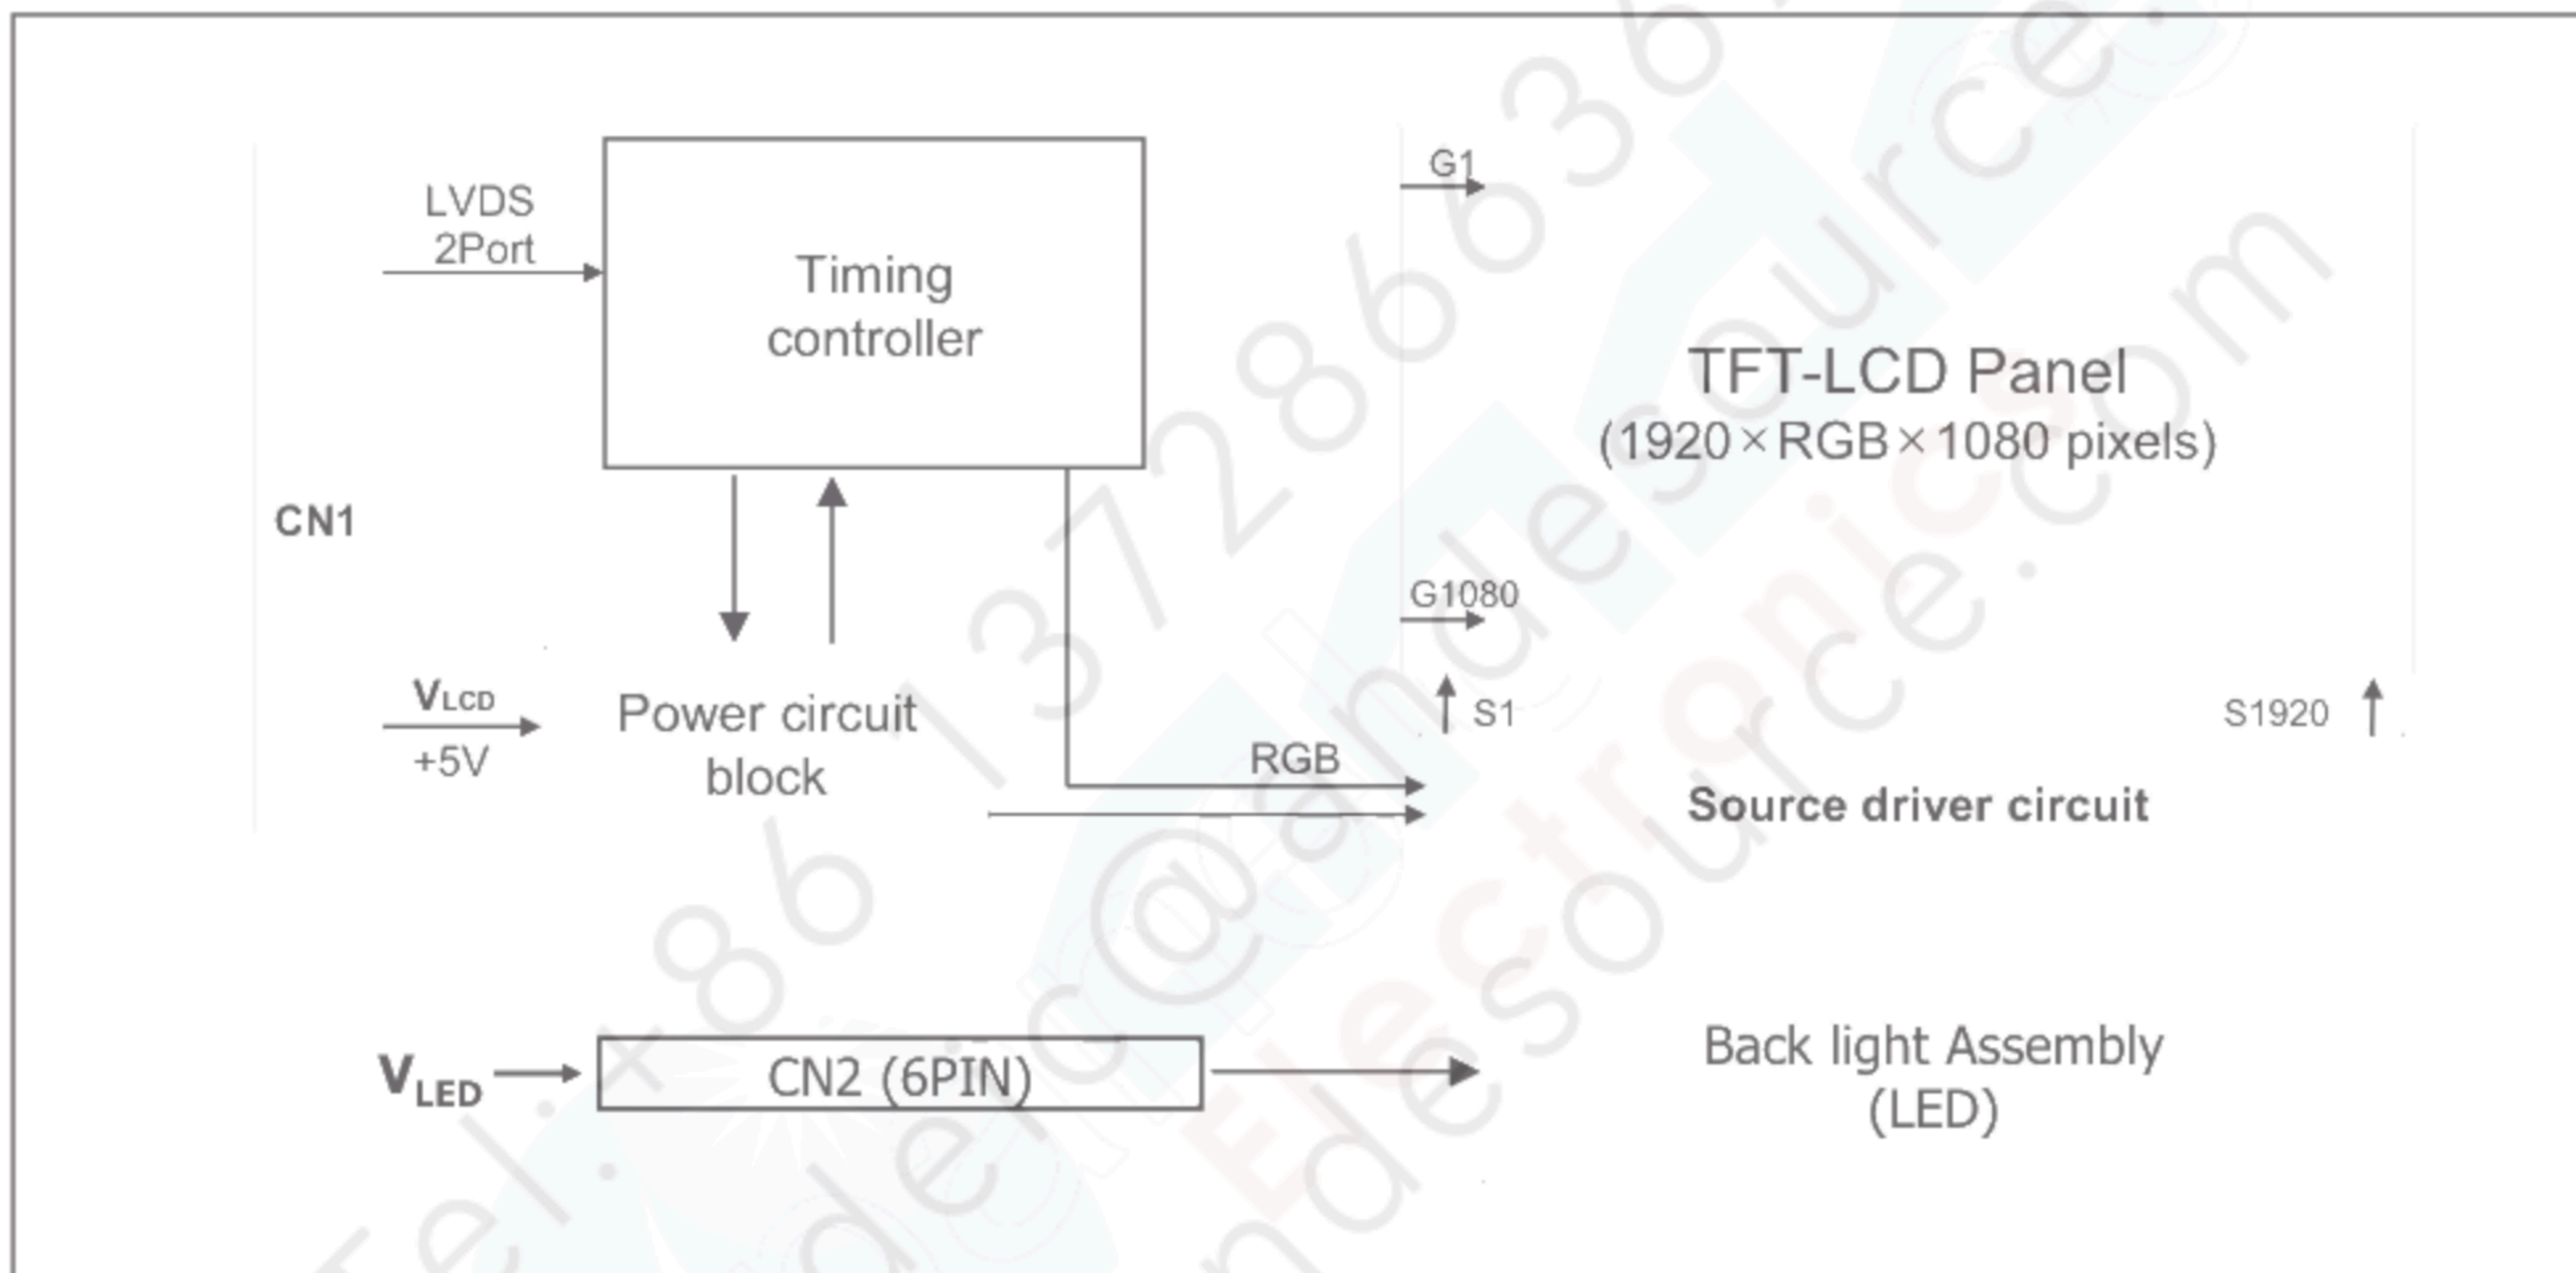 LVDS
2Port
Timing
controller
G1
TFT-LCD Panel
(1920×RGB×1080 pixels)
CN1
G1080
VLCD
+5V
Power circuit
block
S1
S1920
RGB
Source driver circuit
VLED
CN2 (6PIN)
Back light Assembly
(LED)